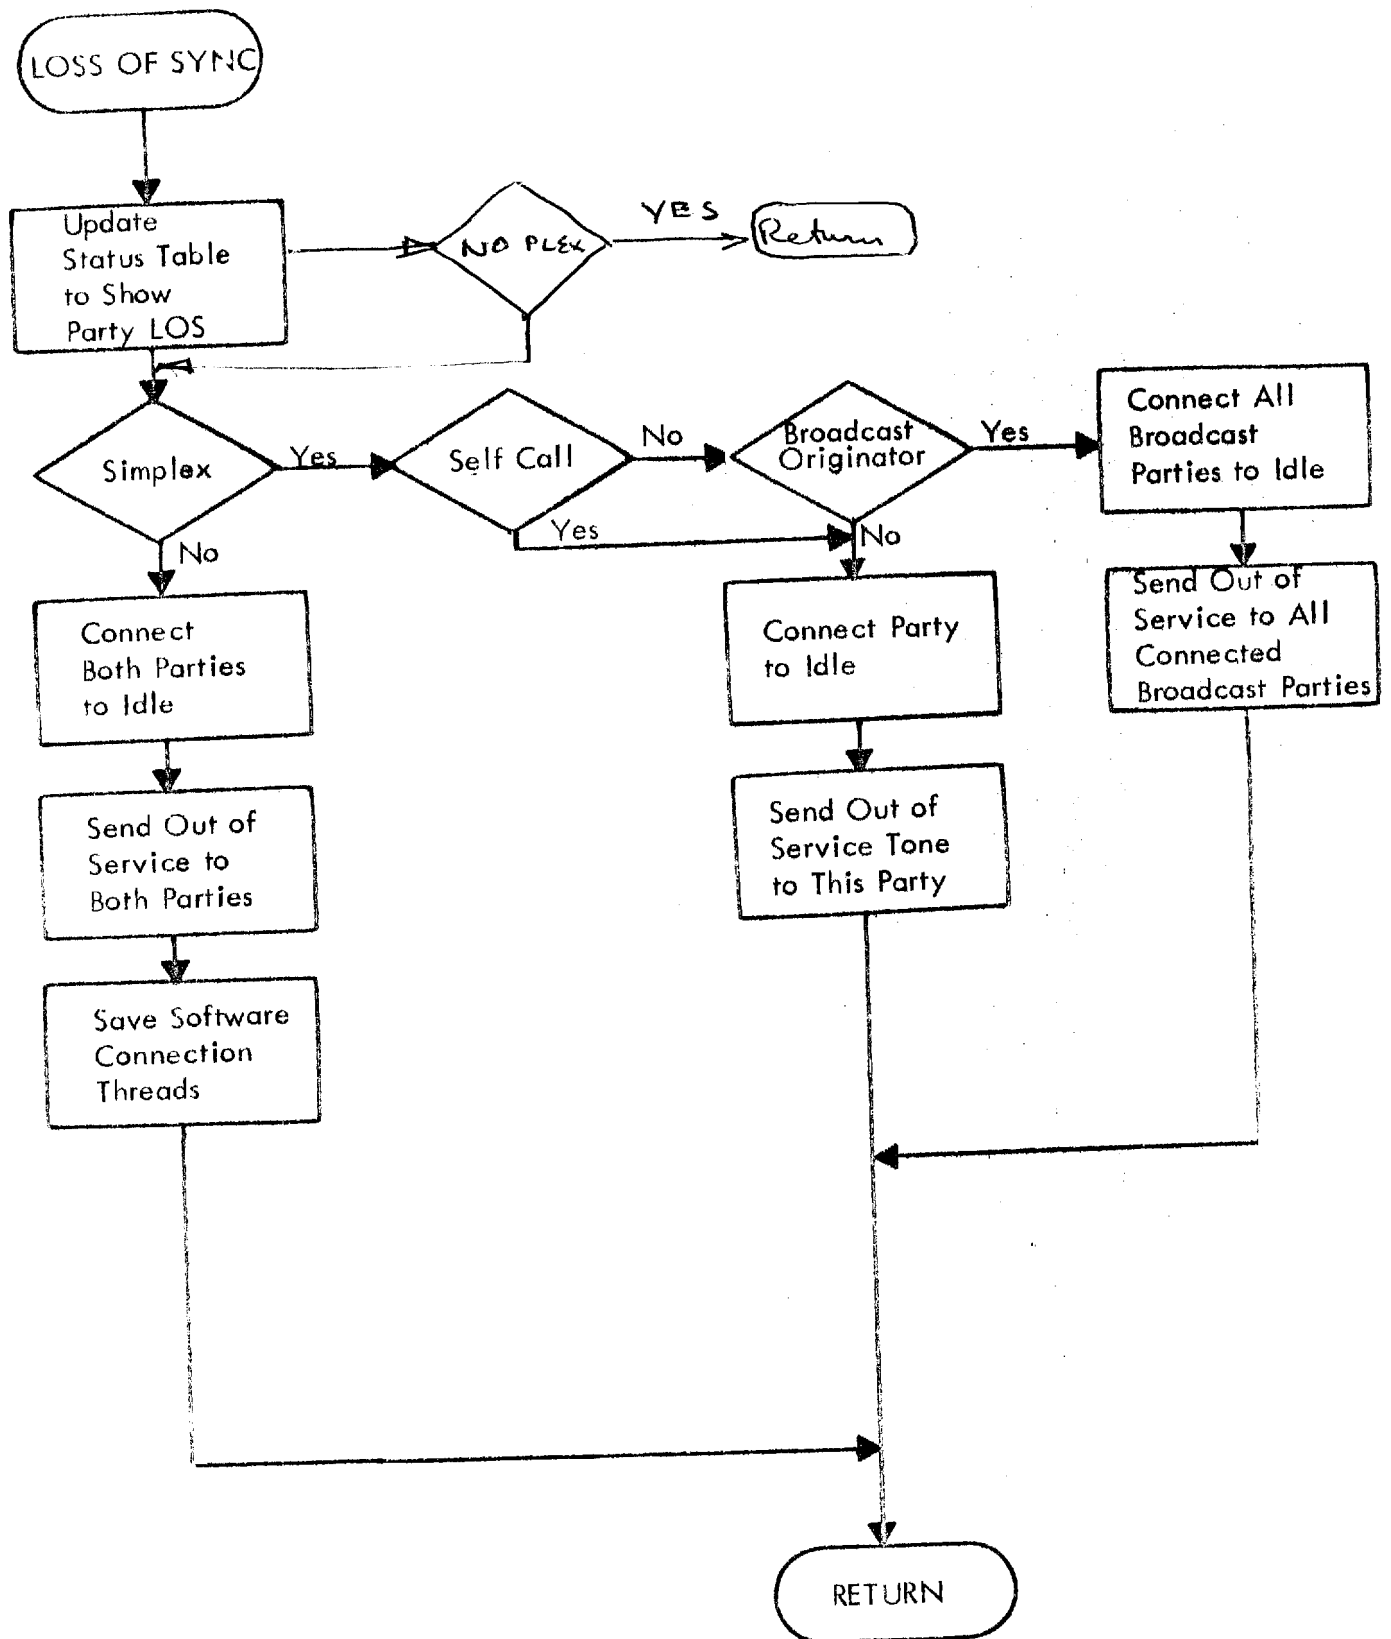 LOSS OF SYNC
Update
Status Table
to Show
Party LOS
NO PLEX
YES
Return
Simplex
Yes
Self Call
No
Broadcast
Originator
Yes
Connect All
Broadcast
Parties to Idle
No
Yes
No
Send Out of
Service to All
Connected
Broadcast Parties
Connect
Both Parties
to Idle
Connect Party
to Idle
Send Out of
Service to
Both Parties
Send Out of
Service Tone
to This Party
Save Software
Connection
Threads
RETURN